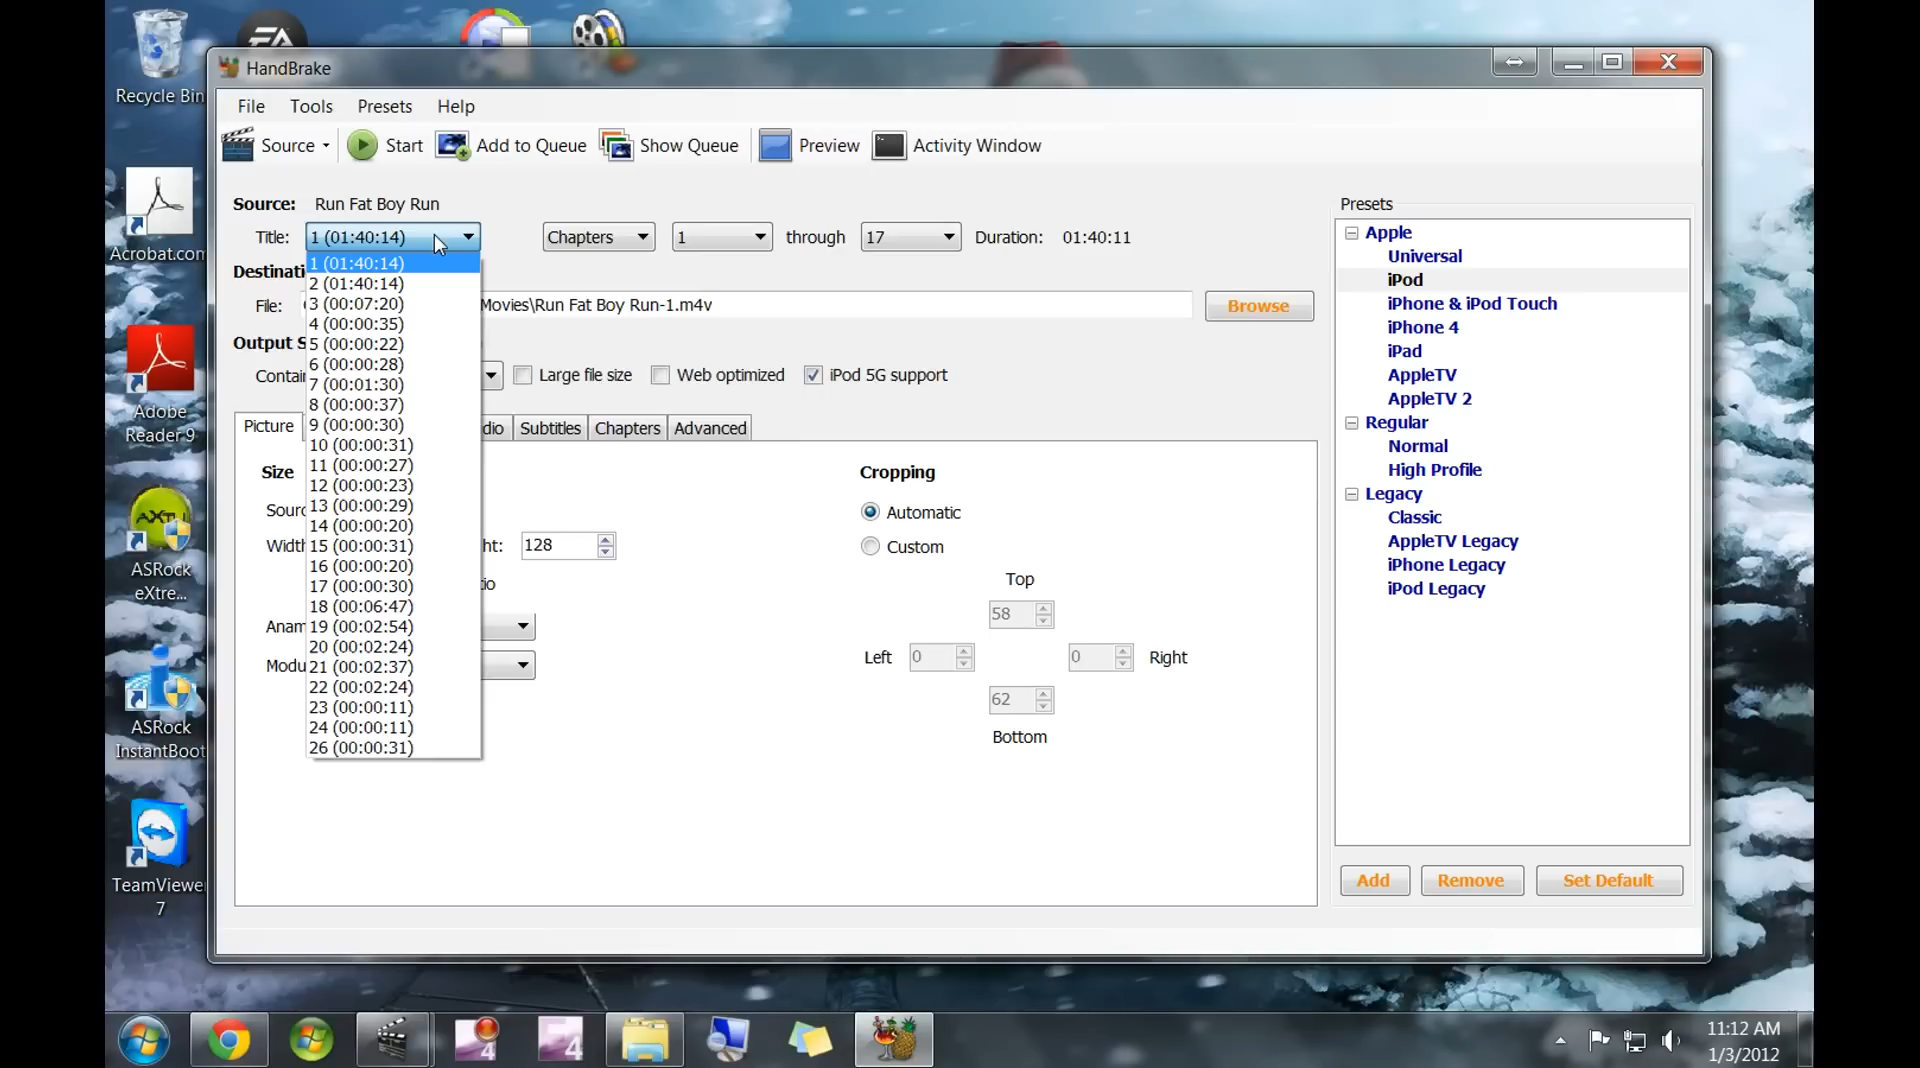 EA
Recycle Bin
HandBrake
File Tools Presets Help
Source Start Add to Queue Show Queue Preview Activity Window
Source: Run Fat Boy Run
Title: 1 (01:40:14) Chapters 1 through 17 Duration: 01:40:11
1 (01:40:14)
2 (01:40:14)
3 (00:07:20)
4 (00:00:35)
5 (00:00:22)
6 (00:00:28)
7 (00:01:30)
8 (00:00:37)
9 (00:00:30)
10 (00:00:31)
11 (00:00:27)
12 (00:00:23)
13 (00:00:29)
14 (00:00:20)
15 (00:00:31)
16 (00:00:20)
17 (00:00:30)
18 (00:06:47)
19 (00:02:54)
20 (00:02:24)
21 (00:02:37)
22 (00:02:24)
23 (00:00:11)
24 (00:00:11)
26 (00:00:31)
Destinati
File: Movies\Run Fat Boy Run-1.m4v Browse
Output S
Contai Large file size Web optimized iPod 5G support
Picture dio Subtitles Chapters Advanced
Size
Sourc
Width ht: 128
tio
Anam
Modu
Cropping
Automatic
Custom
Top
58
Left 0 0 Right
62
Bottom
Presets
Apple
Universal
iPod
iPhone & iPod Touch
iPhone 4
iPad
AppleTV
AppleTV 2
Regular
Normal
High Profile
Legacy
Classic
AppleTV Legacy
iPhone Legacy
iPod Legacy
Add Remove Set Default
Acrobat.com
Adobe
Reader 9
AXTU
ASRock
eXtre...
ASRock
InstantBoot
TeamViewer
7
4
4
11:12 AM
1/3/2012